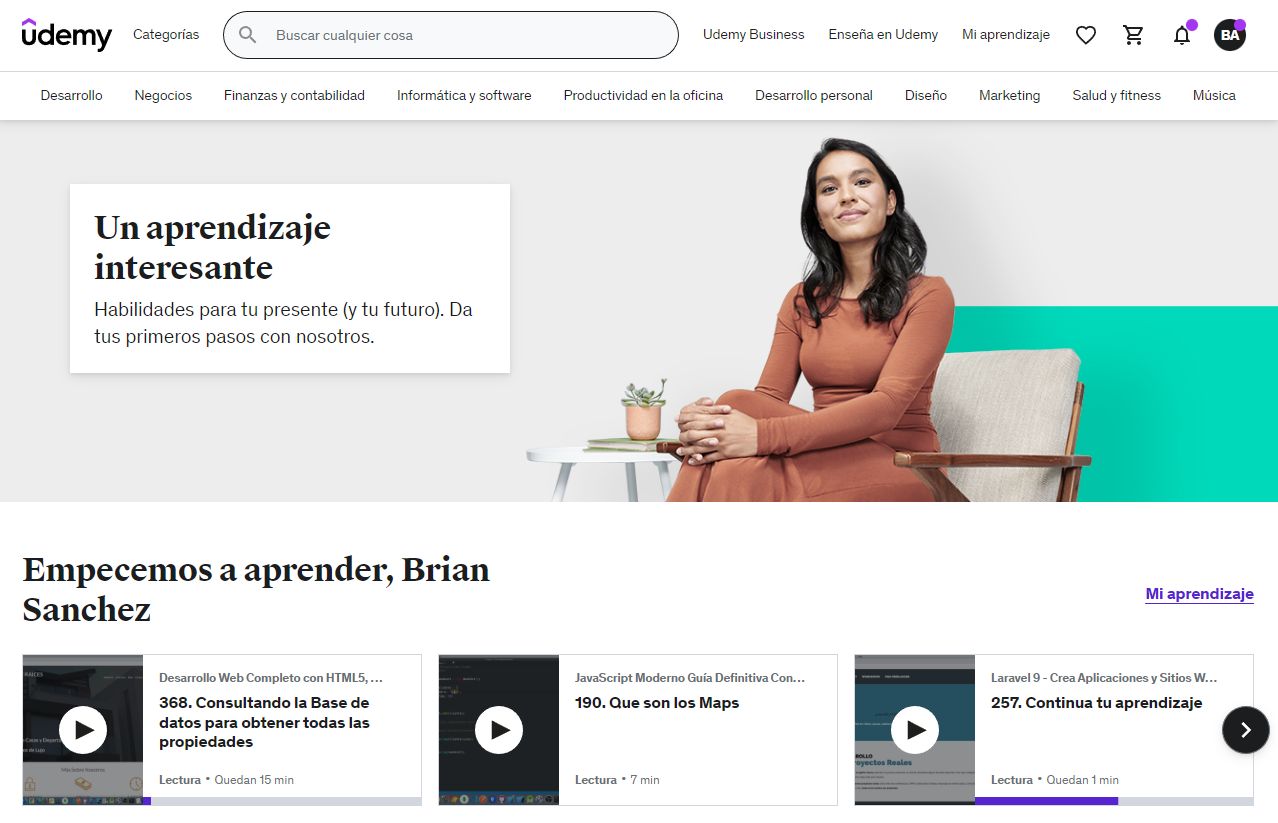 udemy
Categorías
Buscar cualquier cosa
Udemy Business
Enseña en Udemy
Mi aprendizaje
BA
Desarrollo
Negocios
Finanzas y contabilidad
Informática y software
Productividad en la oficina
Desarrollo personal
Diseño
Marketing
Salud y fitness
Música
Un aprendizaje
interesante
Habilidades para tu presente (y tu futuro). Da
tus primeros pasos con nosotros.
Empecemos a aprender, Brian
Sanchez
Mi aprendizaje
Desarrollo Web Completo con HTML5, ...
368. Consultando la Base de
datos para obtener todas las
propiedades
Lectura • Quedan 15 min
Más Sobre Nosotros
JavaScript Moderno Guía Definitiva Con...
190. Que son los Maps
Lectura • 7 min
Laravel 9 - Crea Aplicaciones y Sitios W...
257. Continua tu aprendizaje
Lectura • Quedan 1 min
royectos Reales